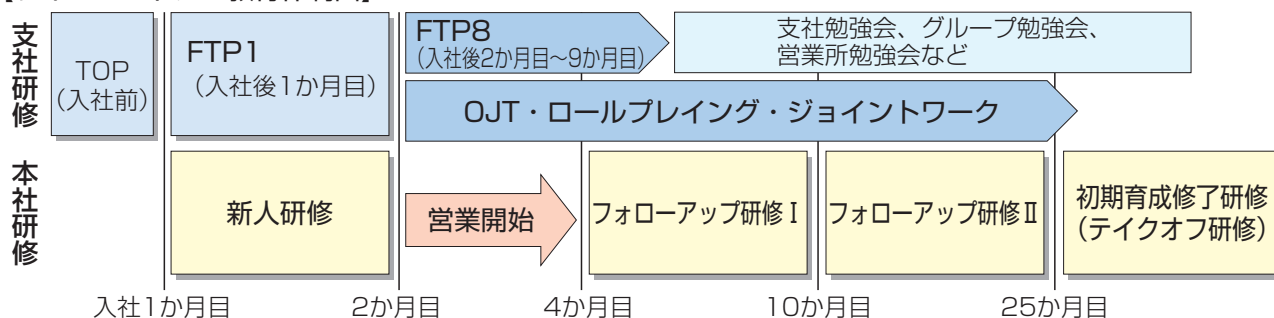 支社研修
TOP
(入社前)
FTP1
(入社後1か月目)
FTP8
(入社後2か月目～9か月目)
支社勉強会、グループ勉強会、
営業所勉強会など
OJT・ロールプレイング・ジョイントワーク
本社研修
新人研修
営業開始
フォローアップ研修Ⅰ
フォローアップ研修Ⅱ
初期育成修了研修
(テイクオフ研修)
入社1か月目
2か月目
4か月目
10か月目
25か月目